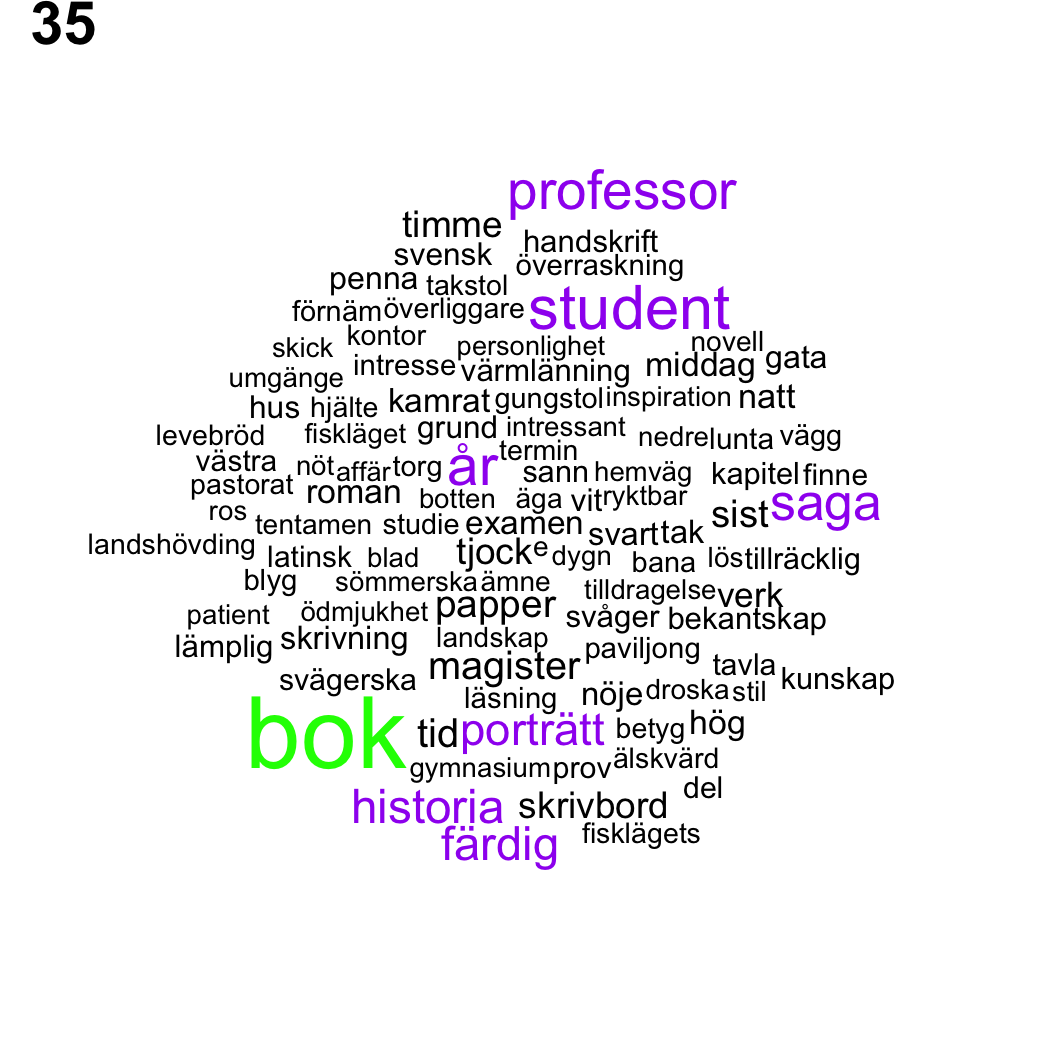 35
professor
timme
handskrift
svensk
överraskning
penna takstol
förnäm överliggare student
kontor
skick personlighet novell
intresse värmlänning middag gata
umgänge
hus hjälte kamrat gungstol inspiration natt
levebröd fiskläget grund intressant nedre lunta vägg
västra nöt affär torg år termin sann hemväg kapitel finne
pastorat roman botten äga vit ryktbar saga
ros tentamen studie examen svart tak sist
landshövding latinsk blad tjock e dygn bana lös tillräcklig
blyg sömmerska ämne tilldragelse verk
patient ödmjukhet papper svåger bekantskap
lämplig skrivning landskap paviljong
svägerska magister tavla kunskap
läsning nöje droska stil
bok tid porträtt betyg hög
gymnasium prov älskvärd
historia skrivbord del
färdig fisklägets